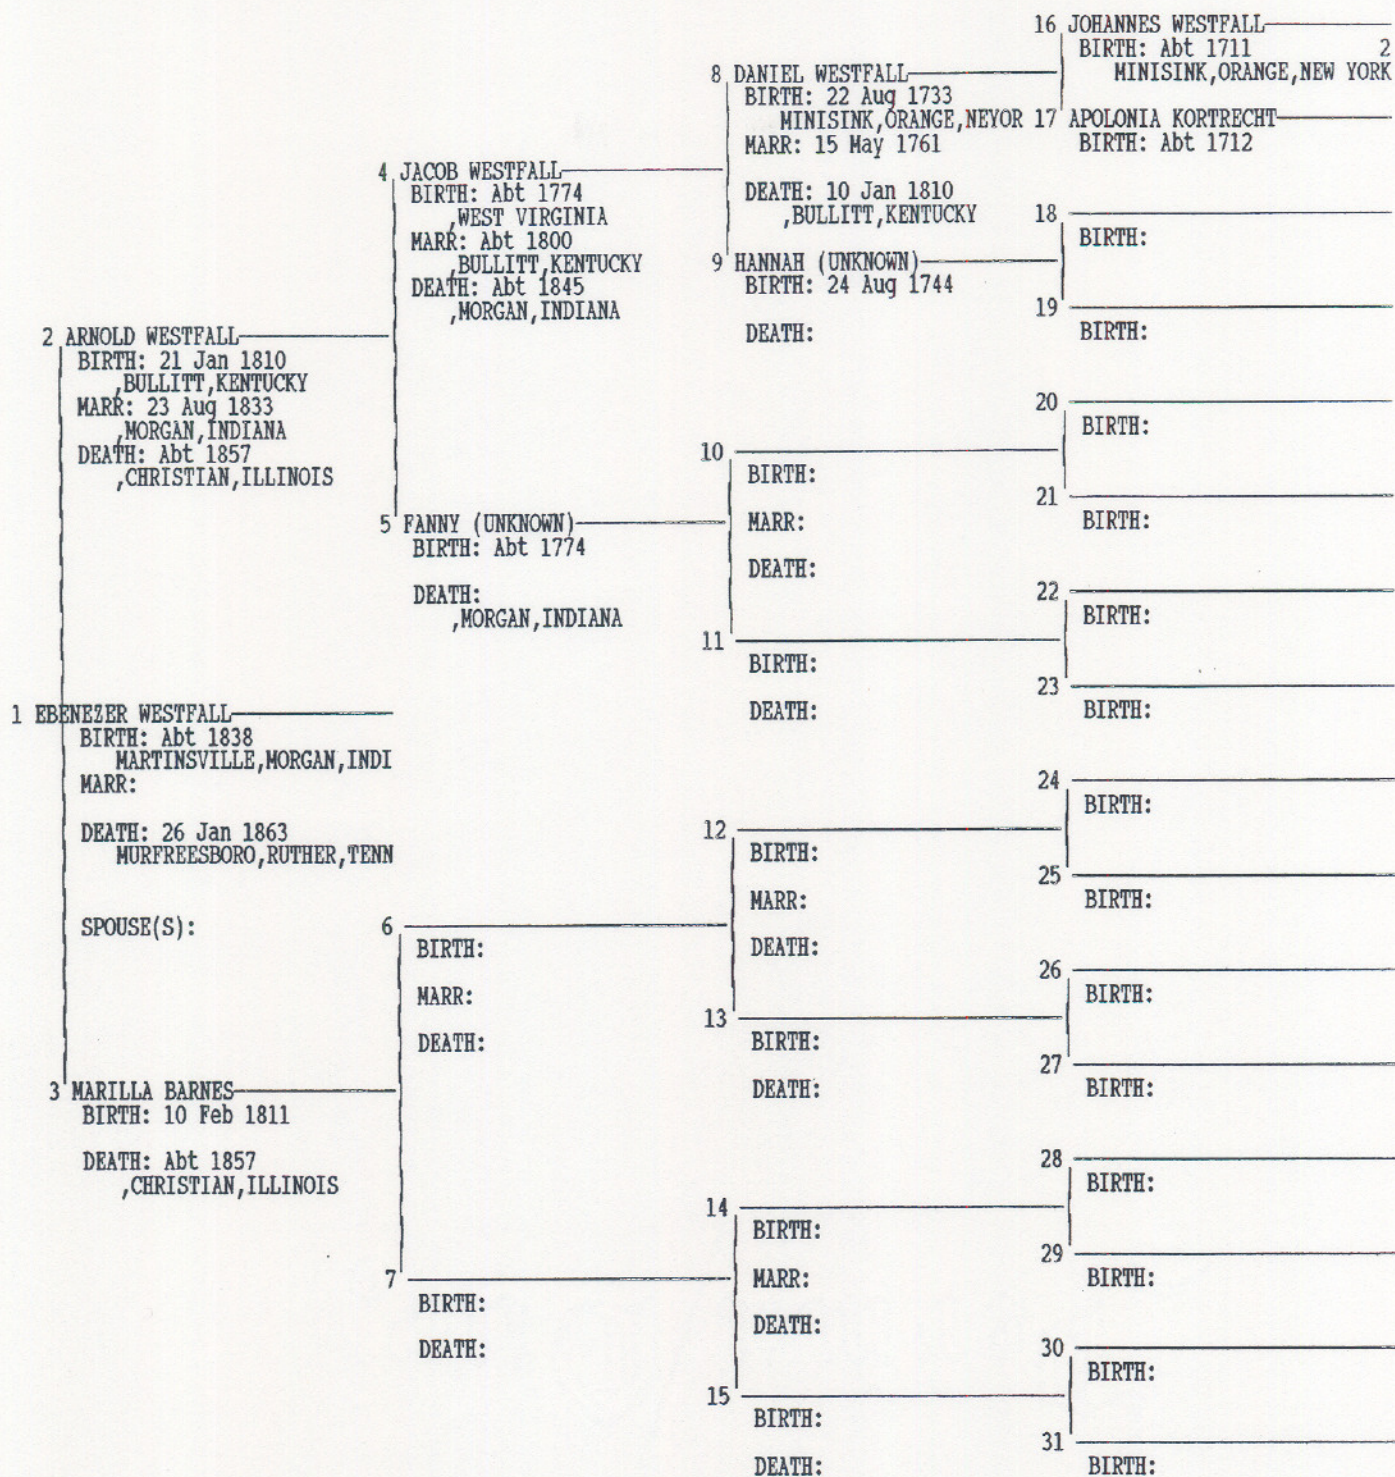 1 EBENEZER WESTFALL
BIRTH: Abt 1838
MARTINSVILLE,MORGAN,INDI
MARR:
DEATH: 26 Jan 1863
MURFREESBORO,RUTHER,TENN
SPOUSE(S):
2 ARNOLD WESTFALL
BIRTH: 21 Jan 1810
,BULLITT,KENTUCKY
MARR: 23 Aug 1833
,MORGAN,INDIANA
DEATH: Abt 1857
,CHRISTIAN,ILLINOIS
3 MARILLA BARNES
BIRTH: 10 Feb 1811
DEATH: Abt 1857
,CHRISTIAN,ILLINOIS
4 JACOB WESTFALL
BIRTH: Abt 1774
,WEST VIRGINIA
MARR: Abt 1800
,BULLITT,KENTUCKY
DEATH: Abt 1845
,MORGAN,INDIANA
5 FANNY (UNKNOWN)
BIRTH: Abt 1774
DEATH:
,MORGAN,INDIANA
6
BIRTH:
MARR:
DEATH:
7
BIRTH:
DEATH:
8 DANIEL WESTFALL
BIRTH: 22 Aug 1733
MINISINK,ORANGE,NEYOR
MARR: 15 May 1761
DEATH: 10 Jan 1810
,BULLITT,KENTUCKY
9 HANNAH (UNKNOWN)
BIRTH: 24 Aug 1744
DEATH:
10
BIRTH:
MARR:
DEATH:
11
BIRTH:
DEATH:
12
BIRTH:
MARR:
DEATH:
13
BIRTH:
DEATH:
14
BIRTH:
MARR:
DEATH:
15
BIRTH:
DEATH:
16 JOHANNES WESTFALL
BIRTH: Abt 1711 2
MINISINK,ORANGE,NEW YORK
17 APOLONIA KORTRECHT
BIRTH: Abt 1712
18
BIRTH:
19
BIRTH:
20
BIRTH:
21
BIRTH:
22
BIRTH:
23
BIRTH:
24
BIRTH:
25
BIRTH:
26
BIRTH:
27
BIRTH:
28
BIRTH:
29
BIRTH:
30
BIRTH:
31
BIRTH: